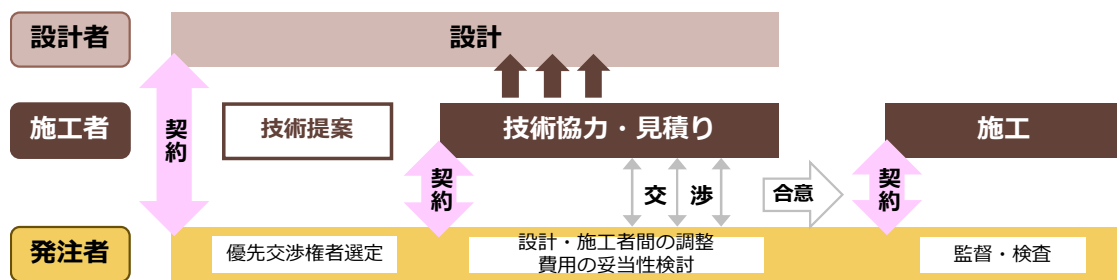 設計者
設計
施工者
契約
技術提案
技術協力・見積り
施工
契約
交 渉
合意
契約
発注者
優先交渉権者選定
設計・施工者間の調整
費用の妥当性検討
監督・検査